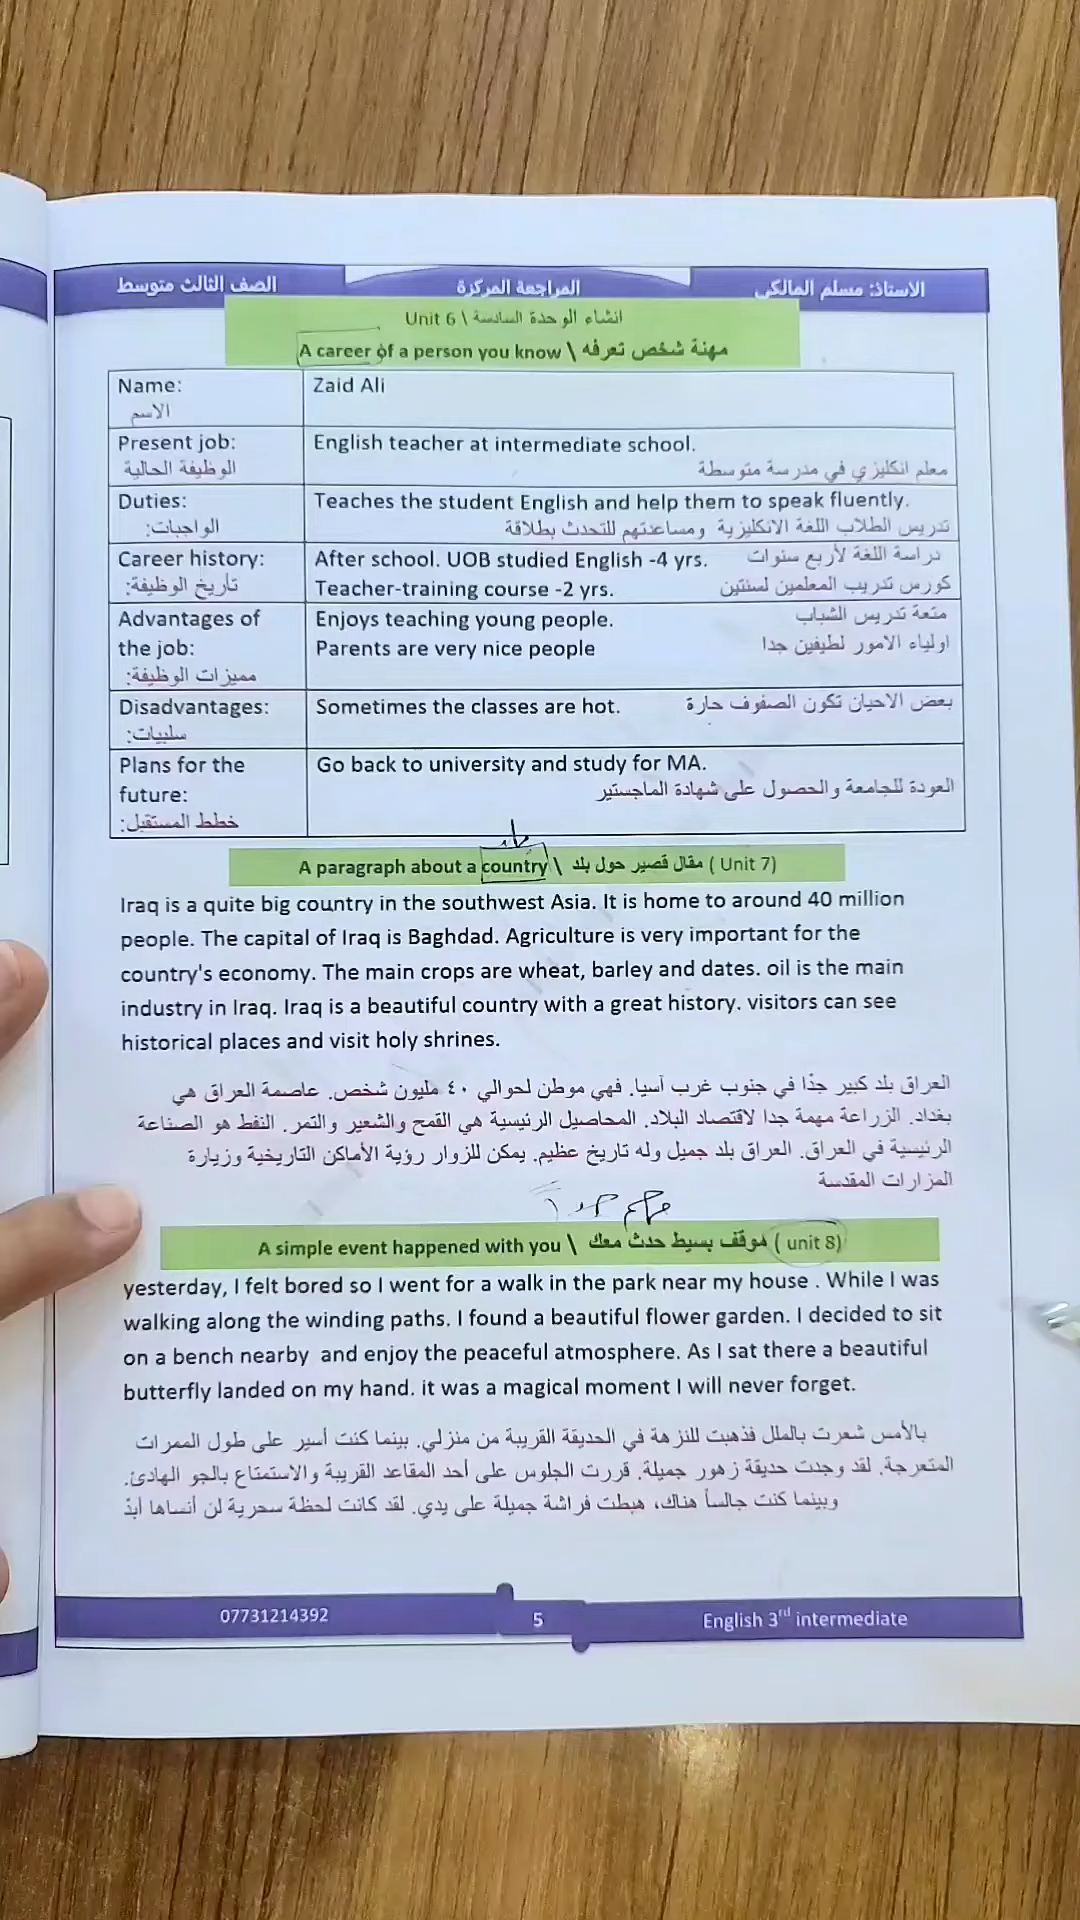 الاستاذ: مسلم المالكي المراجعة المركزة الصف الثالث متوسط
انشاء الوحدة السادسة \ Unit 6
A career of a person you know \ مهنة شخص تعرفه
Name: Zaid Ali
الاسم
Present job: English teacher at intermediate school.
الوظيفة الحالية معلم انكليزي في مدرسة متوسطة
Duties: Teaches the student English and help them to speak fluently.
الواجبات: تدريس الطلاب اللغة الانكليزية ومساعدتهم للتحدث بطلاقة
Career history: After school. UOB studied English -4 yrs. دراسة اللغة لأربع سنوات
تأريخ الوظيفة: Teacher-training course -2 yrs. كورس تدريب المعلمين لسنتين
Advantages of Enjoys teaching young people. متعة تدريس الشباب
the job: Parents are very nice people اولياء الامور لطيفين جدا
مميزات الوظيفة:
Disadvantages: Sometimes the classes are hot. بعض الاحيان تكون الصفوف حارة
سلبيات:
Plans for the Go back to university and study for MA.
future: العودة للجامعة والحصول على شهادة الماجستير
خطط المستقبل:
A paragraph about a country \ مقال قصير حول بلد ( Unit 7)
Iraq is a quite big country in the southwest Asia. It is home to around 40 million
people. The capital of Iraq is Baghdad. Agriculture is very important for the
country's economy. The main crops are wheat, barley and dates. oil is the main
industry in Iraq. Iraq is a beautiful country with a great history. visitors can see
historical places and visit holy shrines.
العراق بلد كبير جدًا في جنوب غرب آسيا. فهي موطن لحوالي ٤٠ مليون شخص. عاصمة العراق هي
بغداد. الزراعة مهمة جدا لاقتصاد البلاد. المحاصيل الرئيسية هي القمح والشعير والتمر. النفط هو الصناعة
الرئيسية في العراق. العراق بلد جميل وله تاريخ عظيم. يمكن للزوار رؤية الأماكن التاريخية وزيارة
المزارات المقدسة
مهم جدا
A simple event happened with you \ موقف بسيط حدث معك ( unit 8)
yesterday, I felt bored so I went for a walk in the park near my house . While I was
walking along the winding paths. I found a beautiful flower garden. I decided to sit
on a bench nearby and enjoy the peaceful atmosphere. As I sat there a beautiful
butterfly landed on my hand. it was a magical moment I will never forget.
بالأمس شعرت بالملل فذهبت للنزهة في الحديقة القريبة من منزلي. بينما كنت أسير على طول الممرات
المتعرجة. لقد وجدت حديقة زهور جميلة. قررت الجلوس على أحد المقاعد القريبة والاستمتاع بالجو الهادئ.
وبينما كنت جالساً هناك، هبطت فراشة جميلة على يدي. لقد كانت لحظة سحرية لن أنساها أبدً
07731214392 5 English 3rd intermediate